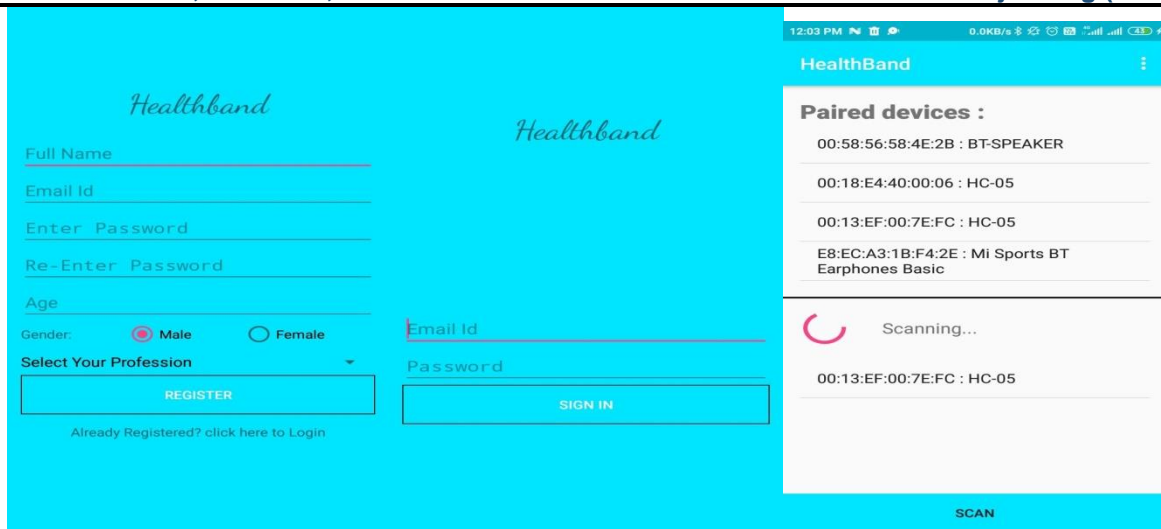 Healthband
Full Name
Email Id
Enter Password
Re-Enter Password
Age
Gender: Male Female
Select Your Profession
REGISTER
Already Registered? click here to Login
Healthband
Email Id
Password
SIGN IN
12:03 PM 0.0KB/s 43
HealthBand
Paired devices :
00:58:56:58:4E:2B : BT-SPEAKER
00:18:E4:40:00:06 : HC-05
00:13:EF:00:7E:FC : HC-05
E8:EC:A3:1B:F4:2E : Mi Sports BT
Earphones Basic
Scanning...
00:13:EF:00:7E:FC : HC-05
SCAN